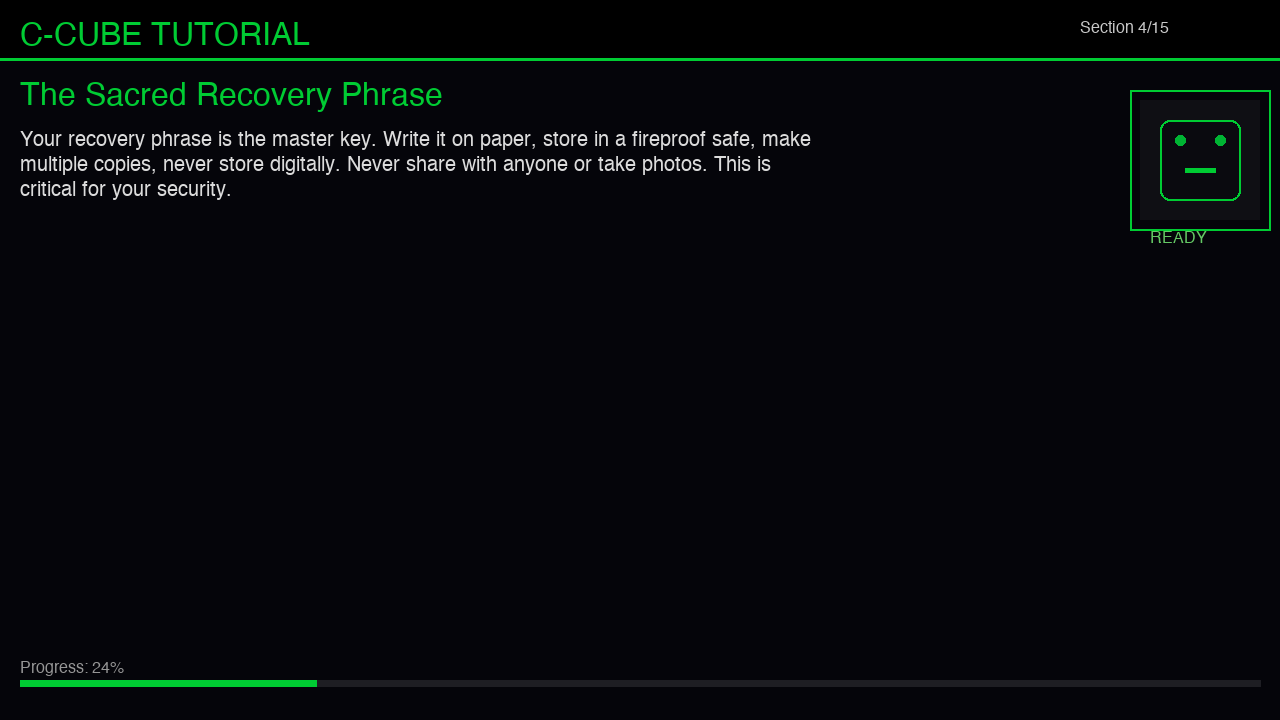 C-CUBE TUTORIAL
Section 4/15
The Sacred Recovery Phrase
Your recovery phrase is the master key. Write it on paper, store in a fireproof safe, make
multiple copies, never store digitally. Never share with anyone or take photos. This is
critical for your security.
READY
Progress: 24%